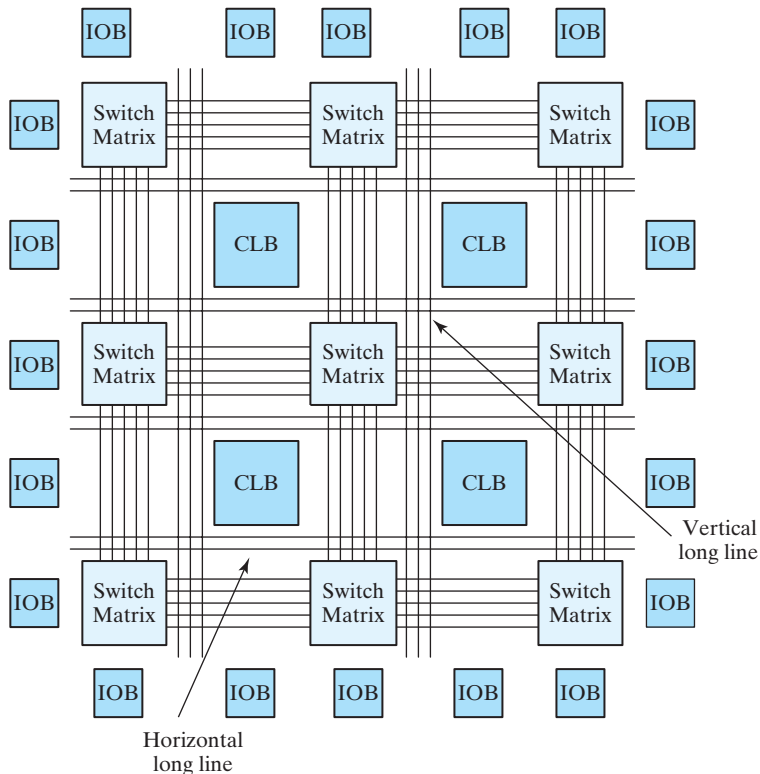 IOB
IOB
IOB
IOB
IOB
IOB
Switch
Matrix
Switch
Matrix
Switch
Matrix
IOB
IOB
CLB
CLB
IOB
IOB
Switch
Matrix
Switch
Matrix
Switch
Matrix
IOB
IOB
CLB
CLB
IOB
Vertical
long line
IOB
Switch
Matrix
Switch
Matrix
Switch
Matrix
IOB
IOB
IOB
IOB
IOB
IOB
Horizontal
long line